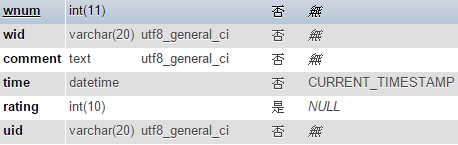 wnum int(11) 否 無
wid varchar(20) utf8_general_ci 否 無
comment text utf8_general_ci 否 無
time datetime 否 CURRENT_TIMESTAMP
rating int(10) 是 NULL
uid varchar(20) utf8_general_ci 否 無